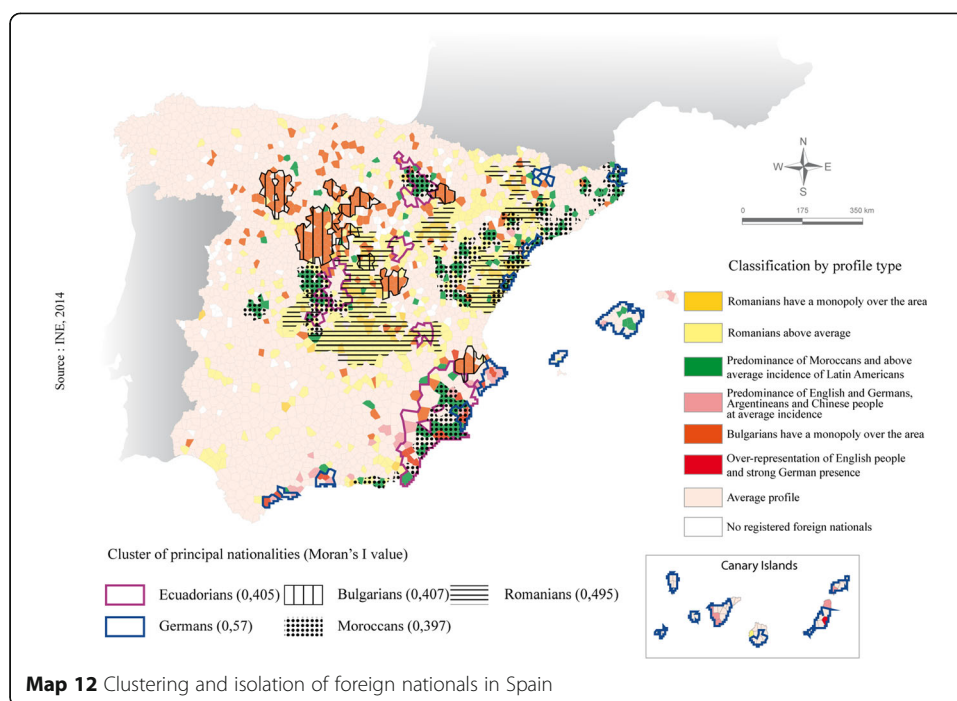 Source : INE, 2014
N
W E
S
0 175 350 km
Classification by profile type
Romanians have a monopoly over the area
Romanians above average
Predominance of Moroccans and above
average incidence of Latin Americans
Predominance of English and Germans,
Argentineans and Chinese people
at average incidence
Bulgarians have a monopoly over the area
Over-representation of English people
and strong German presence
Average profile
No registered foreign nationals
Cluster of principal nationalities (Moran's I value)
Ecuadorians (0,405) Bulgarians (0,407) Romanians (0,495)
Germans (0,57) Moroccans (0,397)
Canary Islands
Map 12 Clustering and isolation of foreign nationals in Spain